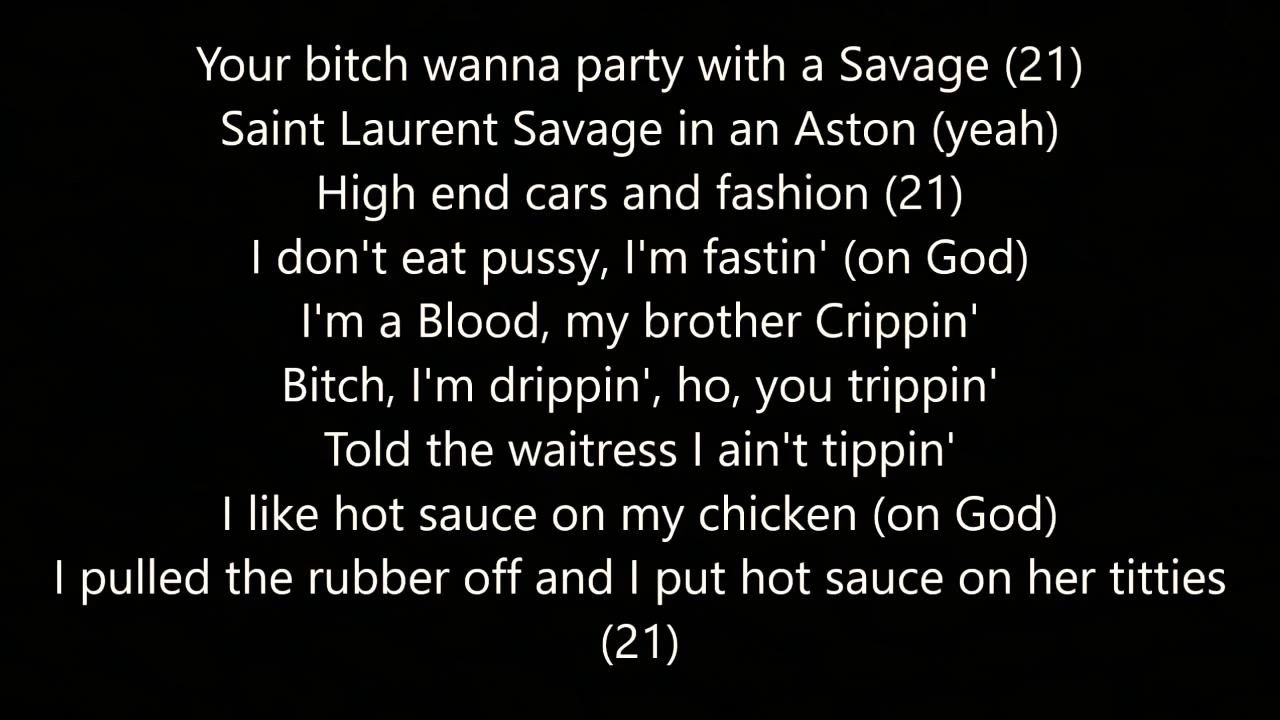 Your bitch wanna party with a Savage (21)
Saint Laurent Savage in an Aston (yeah)
High end cars and fashion (21)
I don't eat pussy, I'm fastin' (on God)
I'm a Blood, my brother Crippin'
Bitch, I'm drippin', ho, you trippin'
Told the waitress I ain't tippin'
I like hot sauce on my chicken (on God)
I pulled the rubber off and I put hot sauce on her titties
(21)